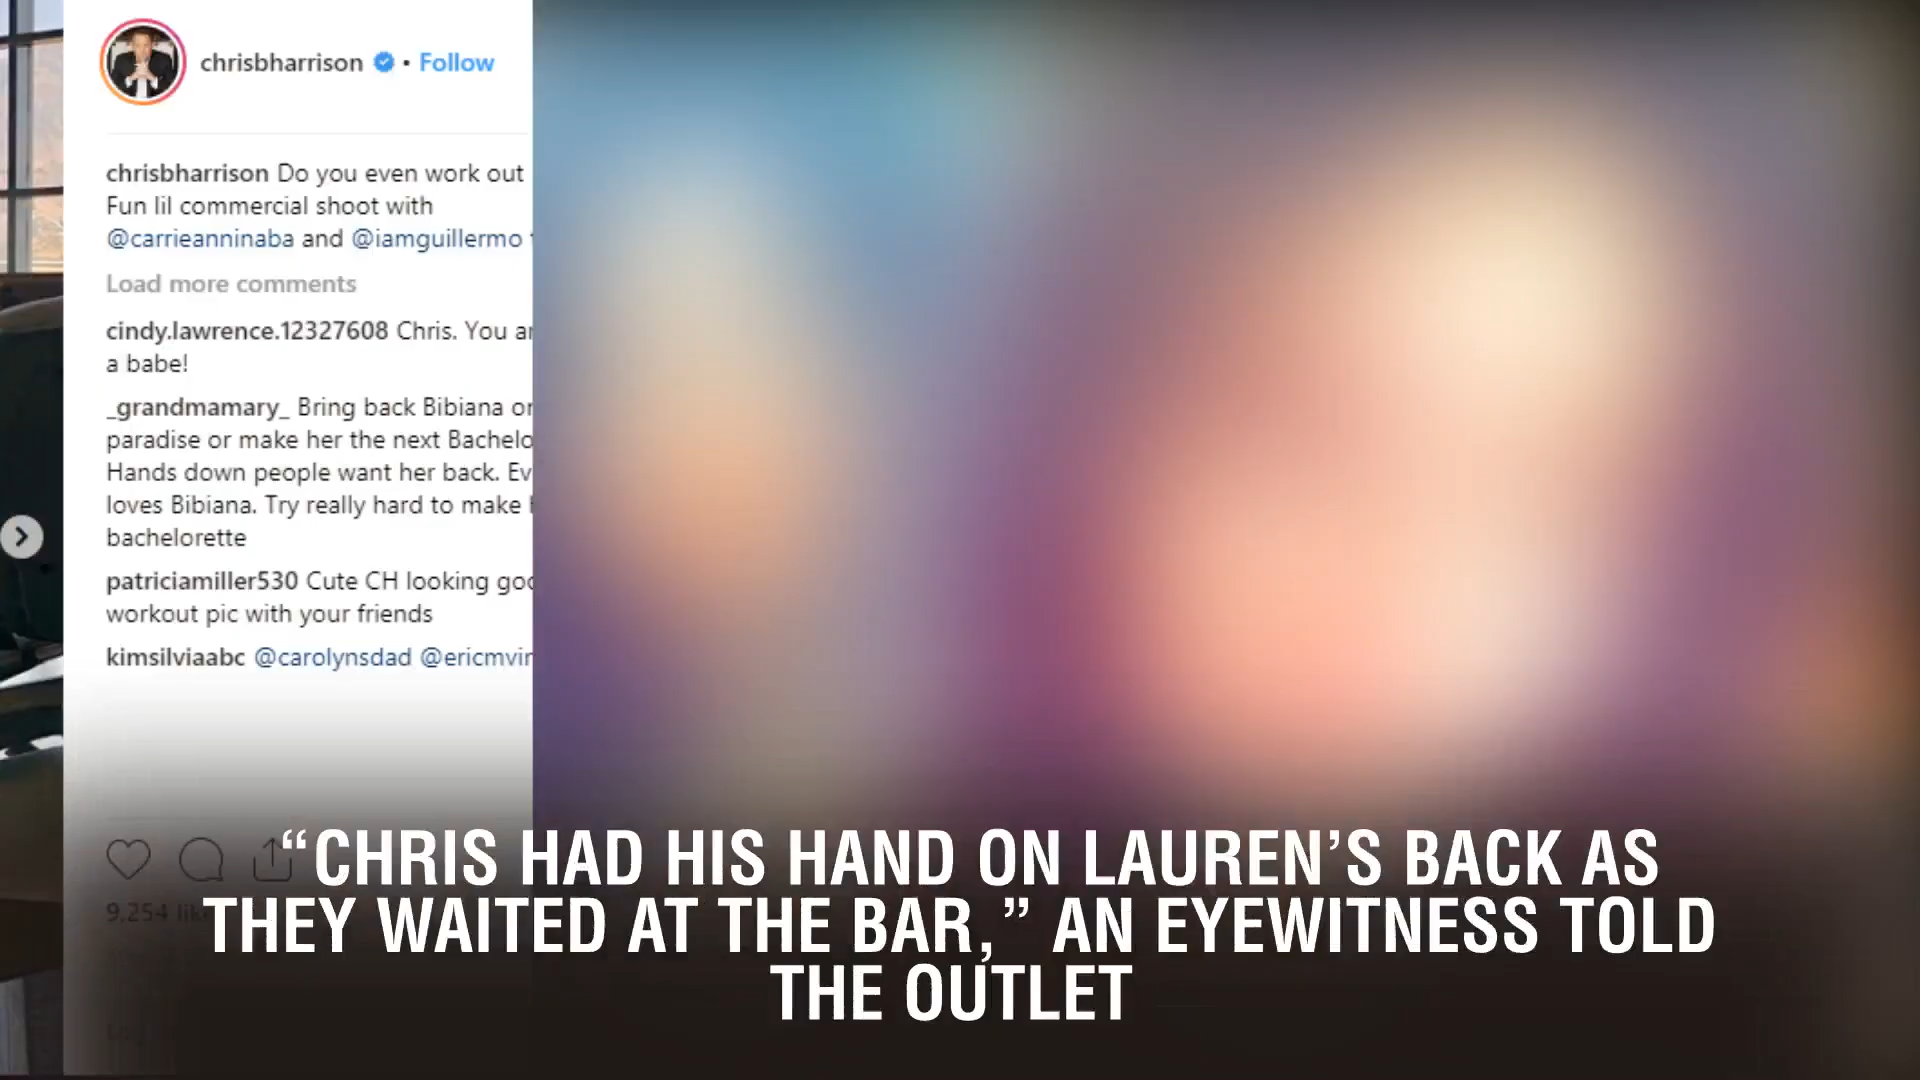 chrisbharrison • Follow
chrisbharrison Do you even work out
Fun lil commercial shoot with
@carrieanninaba and @iamguillermo
Load more comments
cindy.lawrence.12327608 Chris. You
a babe!
_grandmamary_ Bring back Bibiana
paradise or make her the next
Hands down people want her back.
loves Bibiana. Try really hard to make
bachelorette
patriciamiller530 Cute CH looking
workout pic with your friends
kimsilviaabc @carolynsdad
9,254
“CHRIS HAD HIS HAND ON LAUREN’S BACK AS
THEY WAITED AT THE BAR,” AN EYEWITNESS TOLD
THE OUTLET